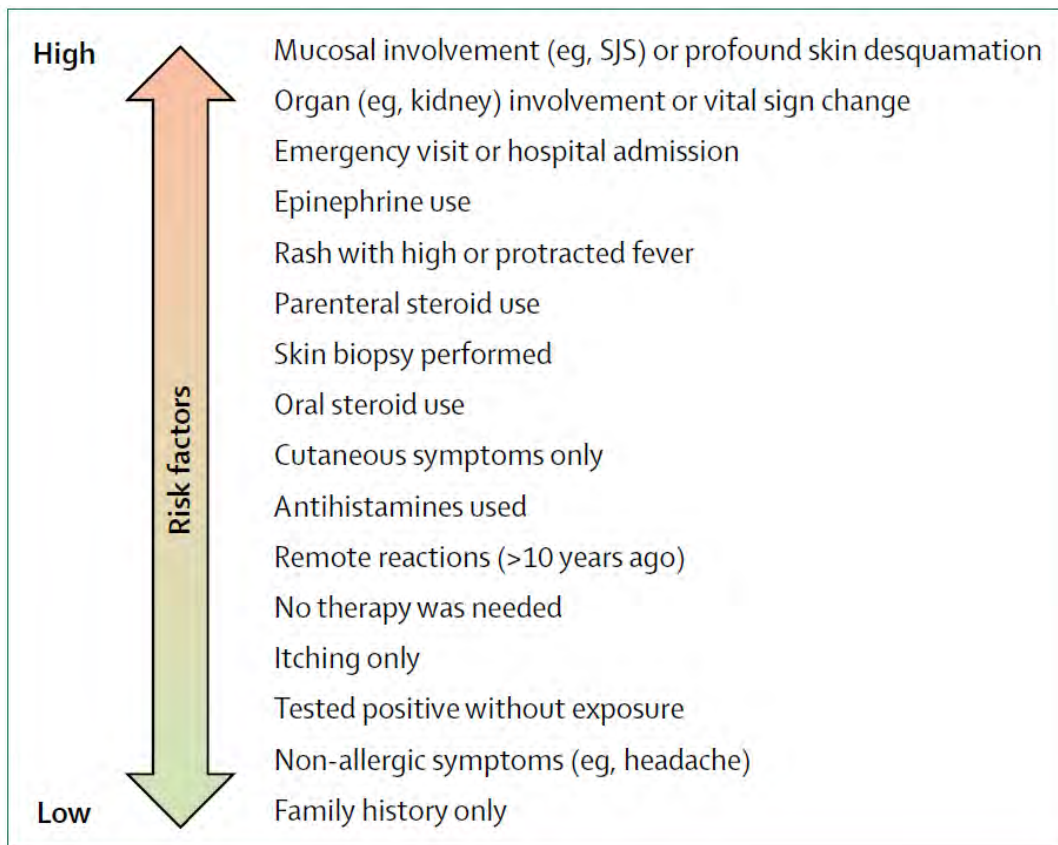 High
Mucosal involvement (eg, SJS) or profound skin desquamation
Organ (eg, kidney) involvement or vital sign change
Emergency visit or hospital admission
Epinephrine use
Rash with high or protracted fever
Parenteral steroid use
Skin biopsy performed
Oral steroid use
Cutaneous symptoms only
Antihistamines used
Remote reactions (>10 years ago)
No therapy was needed
Itching only
Tested positive without exposure
Non-allergic symptoms (eg, headache)
Family history only
Low
Risk factors